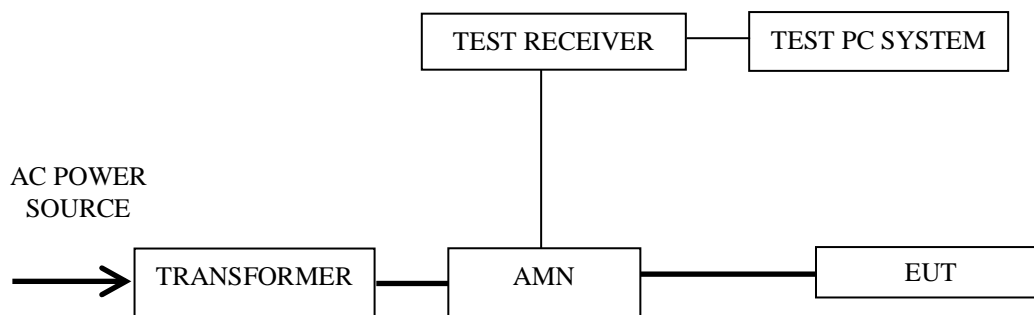 TEST RECEIVER
TEST PC SYSTEM
AC POWER
SOURCE
TRANSFORMER
AMN
EUT